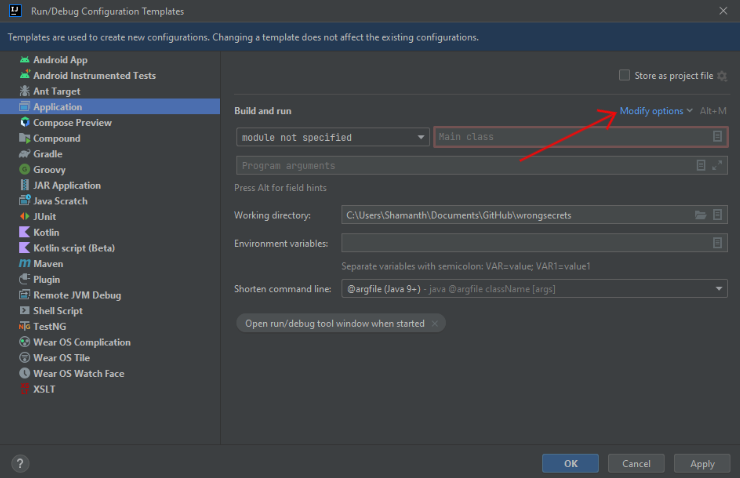 Run/Debug Configuration Templates
Templates are used to create new configurations. Changing a template does not affect the existing configurations.
Android App
Android Instrumented Tests
Ant Target
Application
Compose Preview
Compound
Gradle
Groovy
JAR Application
Java Scratch
JUnit
Kotlin
Kotlin script (Beta)
Maven
Plugin
Remote JVM Debug
Shell Script
TestNG
Wear OS Complication
Wear OS Tile
Wear OS Watch Face
XSLT
Store as project file
Build and run Modify options Alt+M
module not specified Main class
Program arguments
Press Alt for field hints
Working directory: C:\Users\Shamanth\Documents\GitHub\wrongsecrets
Environment variables:
Separate variables with semicolon: VAR=value; VAR1=value1
Shorten command line: @argfile (Java 9+) - java @argfile className [args]
Open run/debug tool window when started ×
? OK Cancel Apply